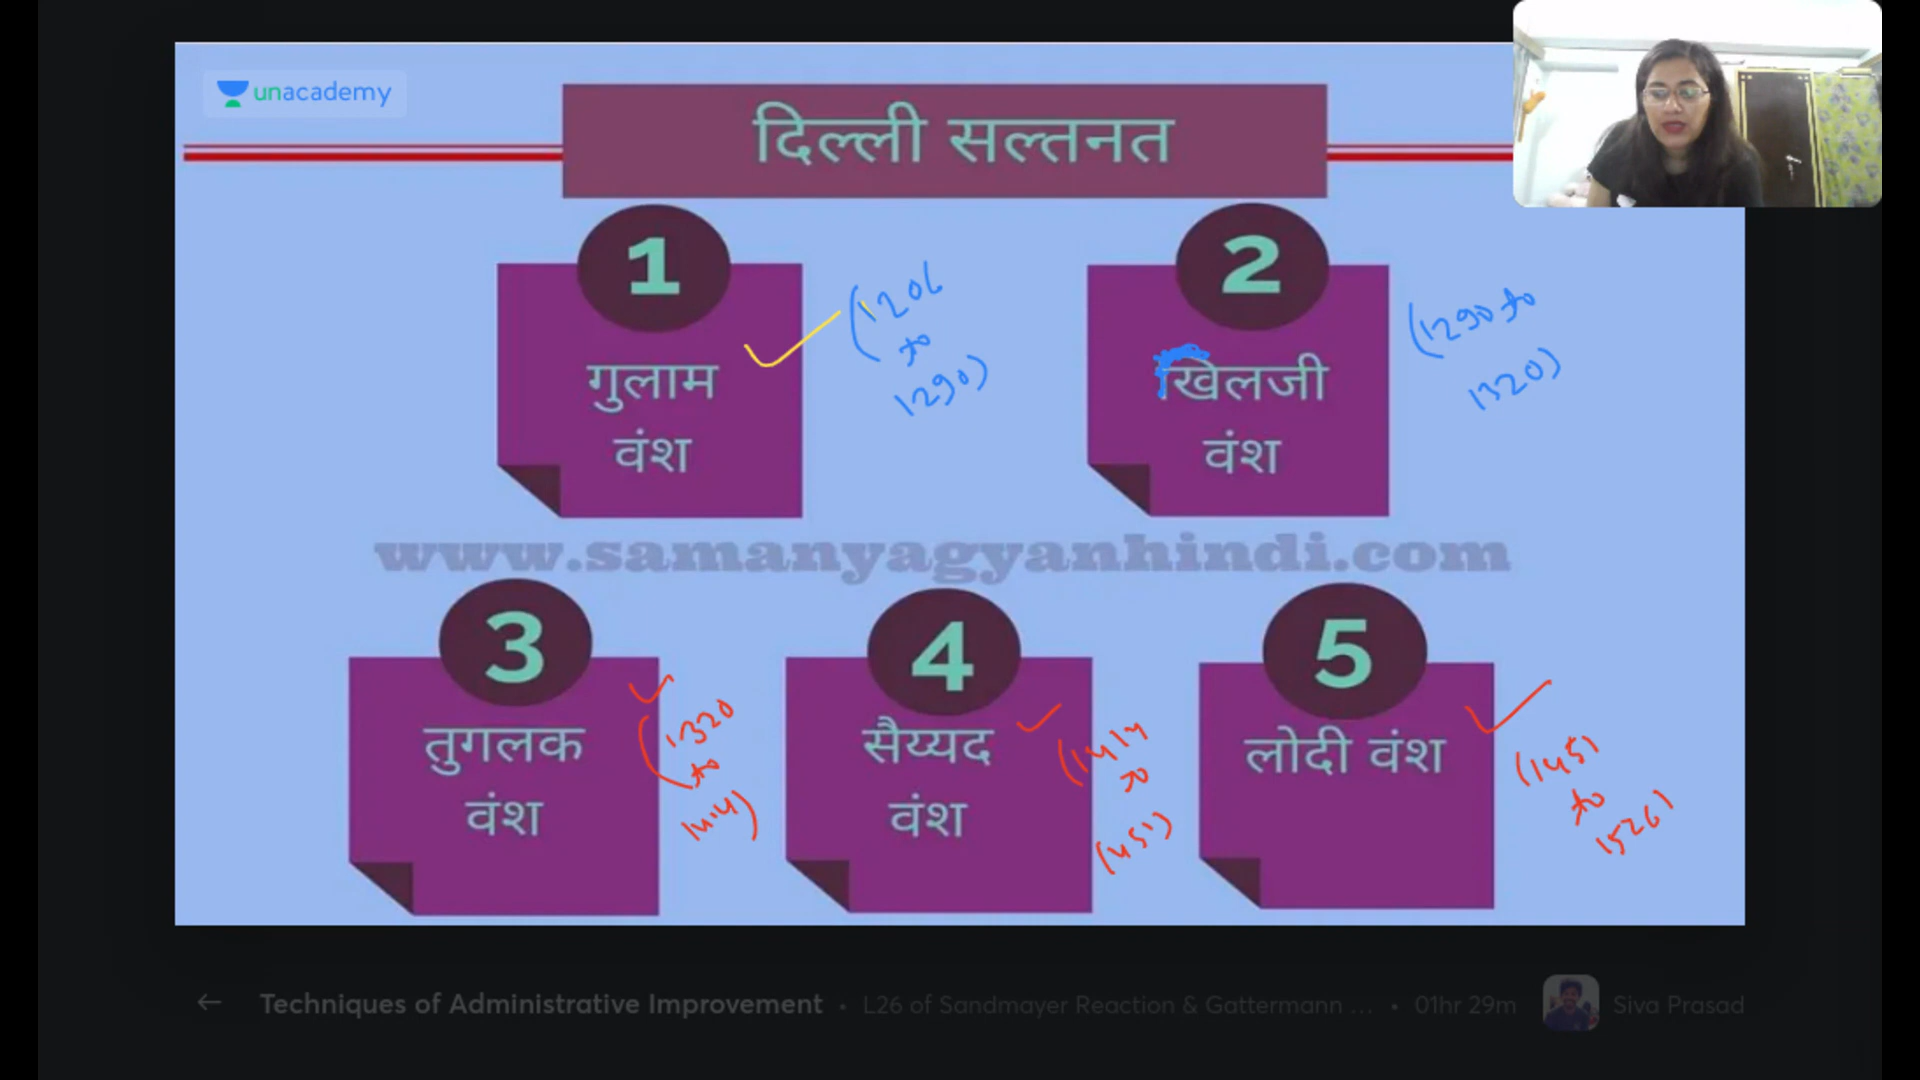 unacademy
दिल्ली सल्तनत
1
गुलाम
वंश
(1206
to
1290)
2
खिलजी
वंश
(1290 to
1320)
www.samanyagyanhindi.com
3
तुगलक
वंश
(1320
to
1414)
4
सैय्यद
वंश
(1414
to
1451)
5
लोदी वंश
(1451
to
1526)
Techniques of Administrative Improvement • L26 of Sandmayer Reaction & Gattermann ... • 01hr 29m Siva Prasad